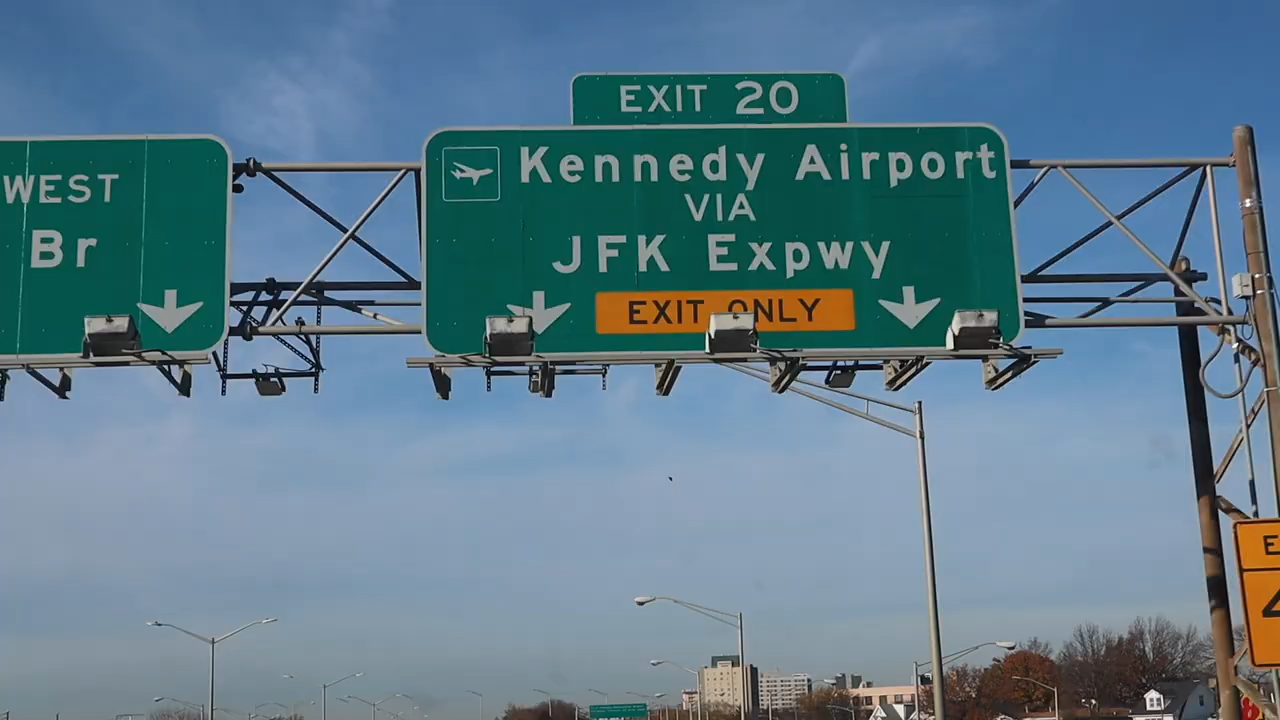 WEST
Br
EXIT 20
Kennedy Airport
VIA
JFK Expwy
EXIT ONLY
E